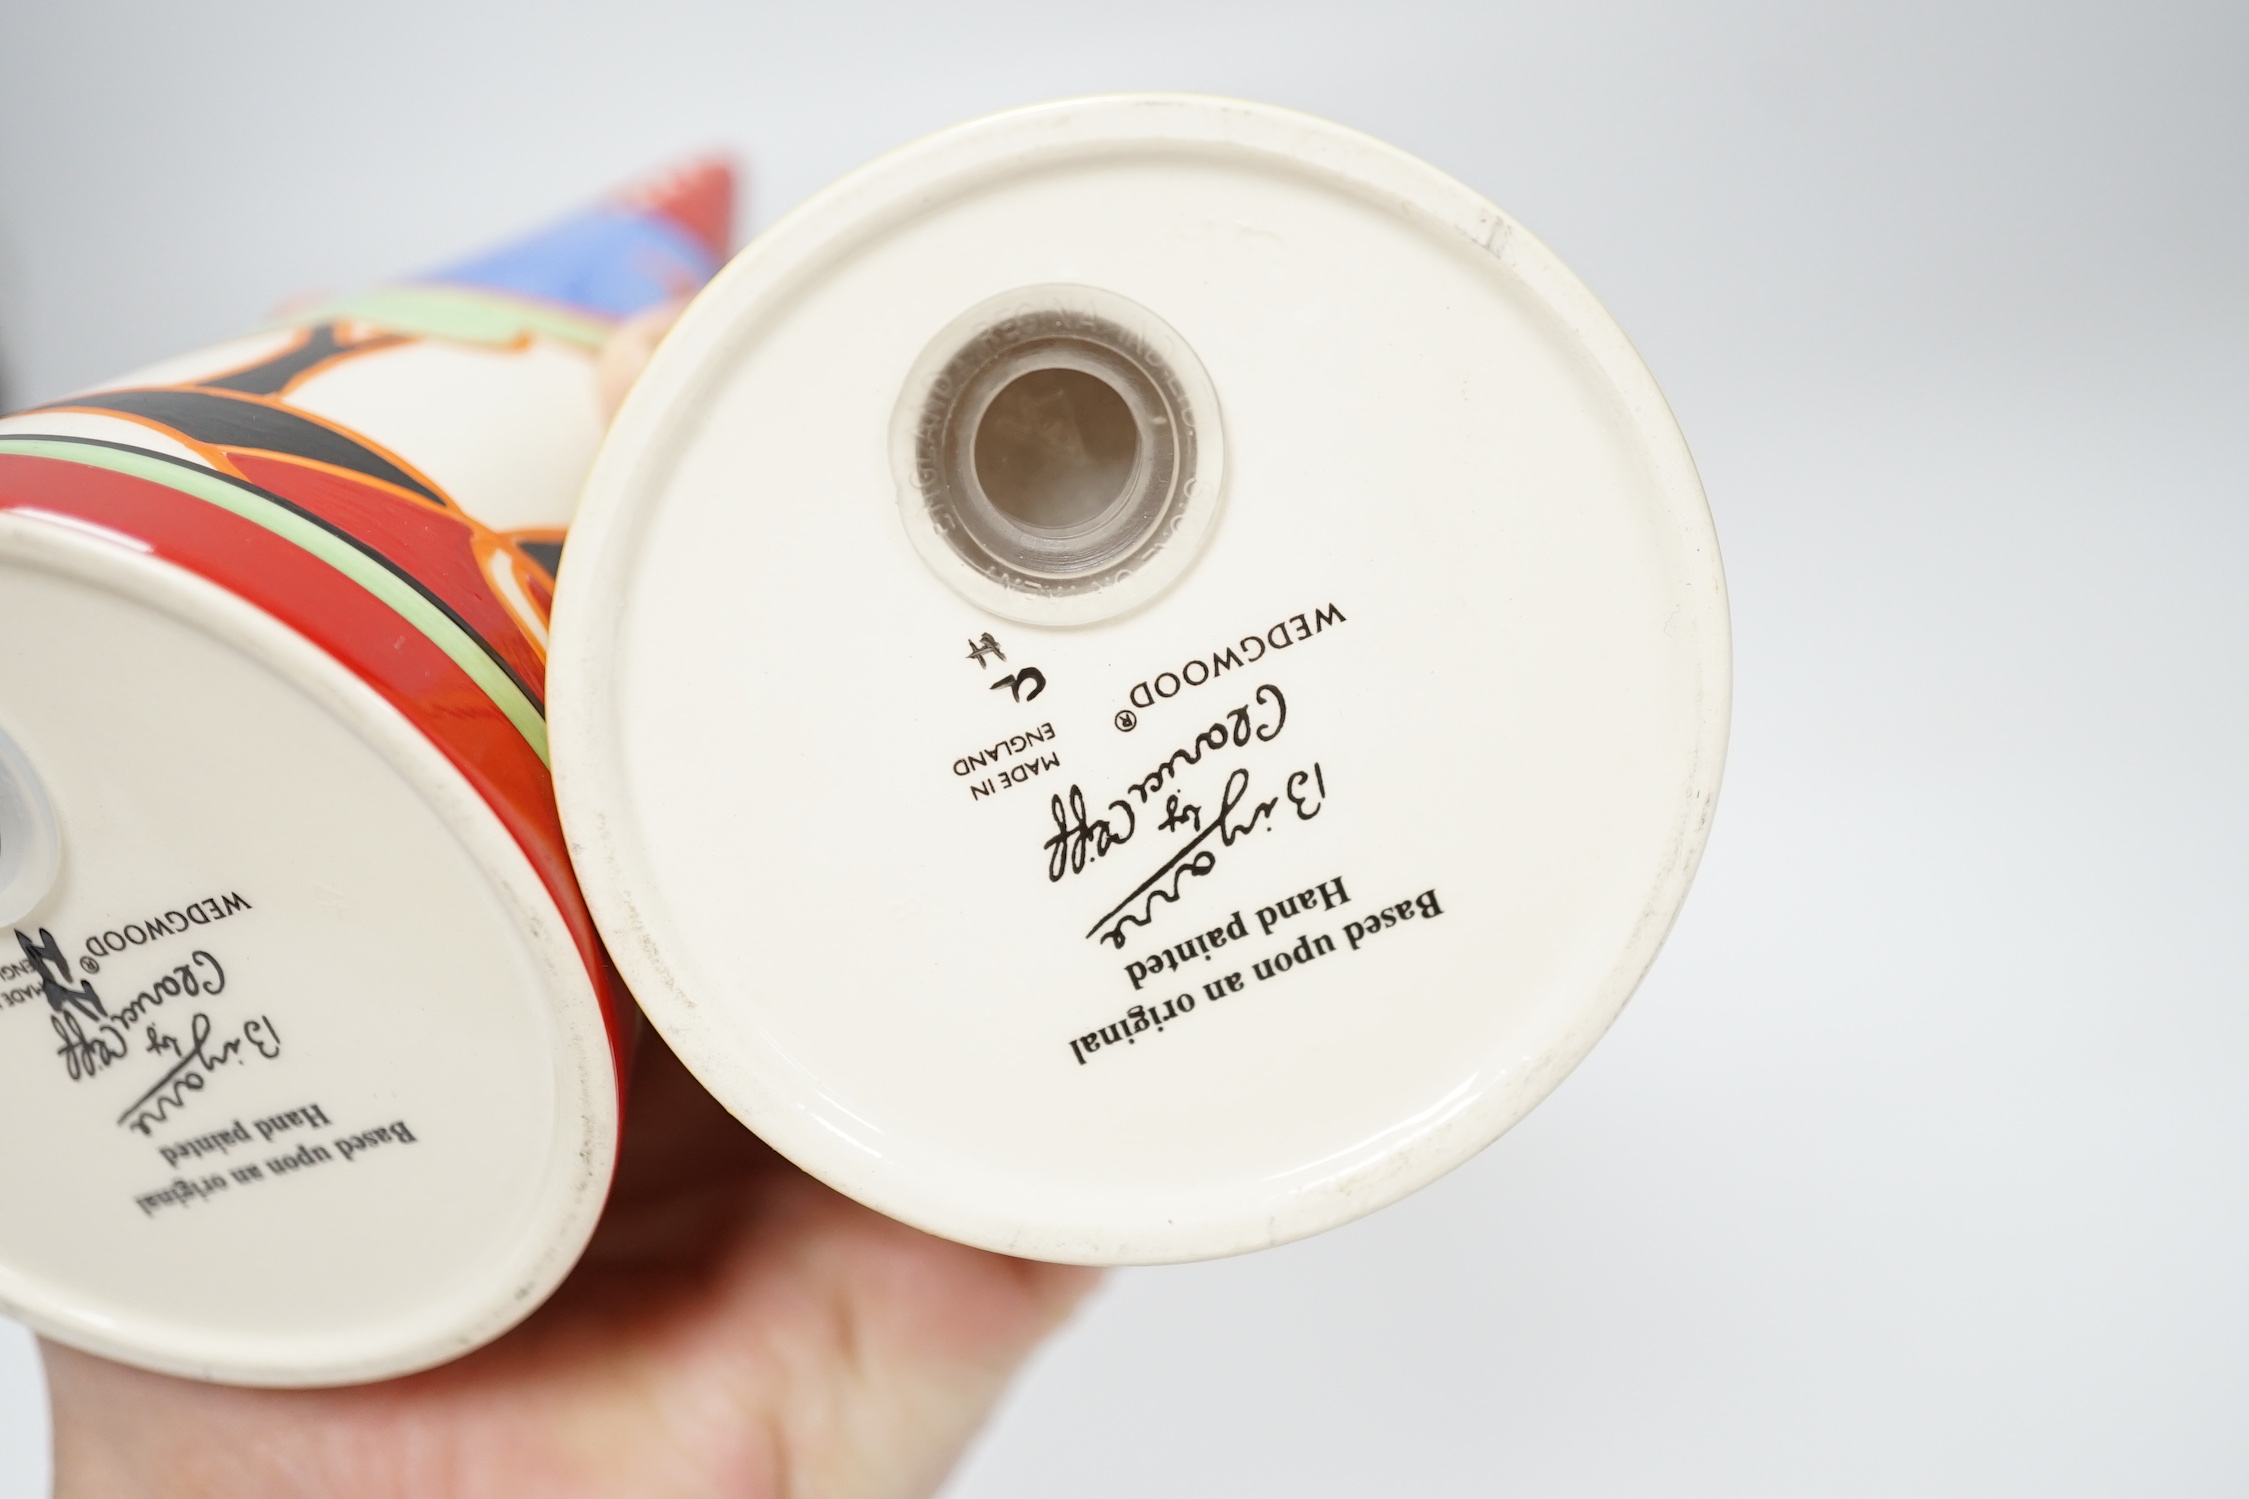 WEDGWOOD®
Clarice Cliff
Bizarre
by
MADE IN
ENGLAND
CL
H
Hand painted
Based upon an original
WEDGWOOD®
Clarice Cliff
Bizarre
by
MADE
Hand painted
Based upon an original